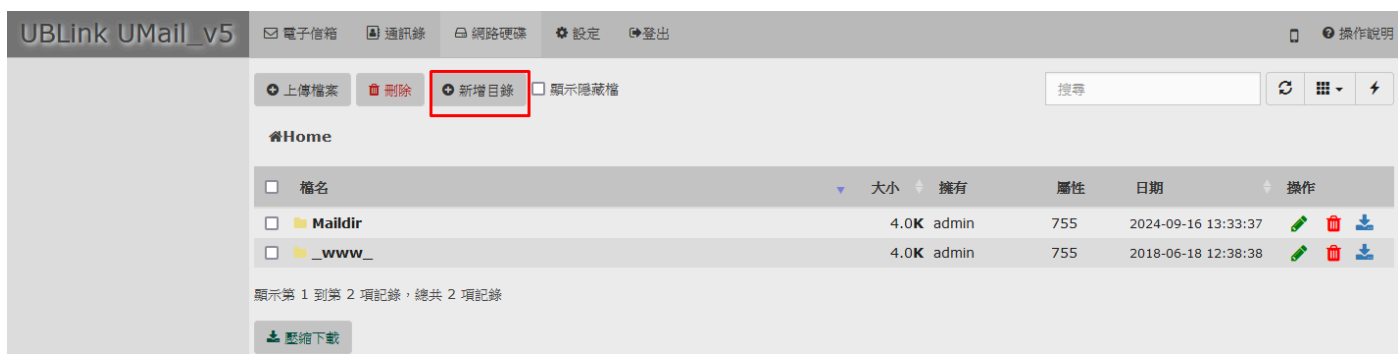 UBLink UMail_v5 電子信箱 通訊錄 網路硬碟 設定 登出 操作說明
上傳檔案 刪除 新增目錄 顯示隱藏檔 搜尋
Home
檔名 大小 擁有 屬性 日期 操作
Maildir 4.0K admin 755 2024-09-16 13:33:37
_www_ 4.0K admin 755 2018-06-18 12:38:38
顯示第 1 到第 2 項記錄，總共 2 項記錄
壓縮下載